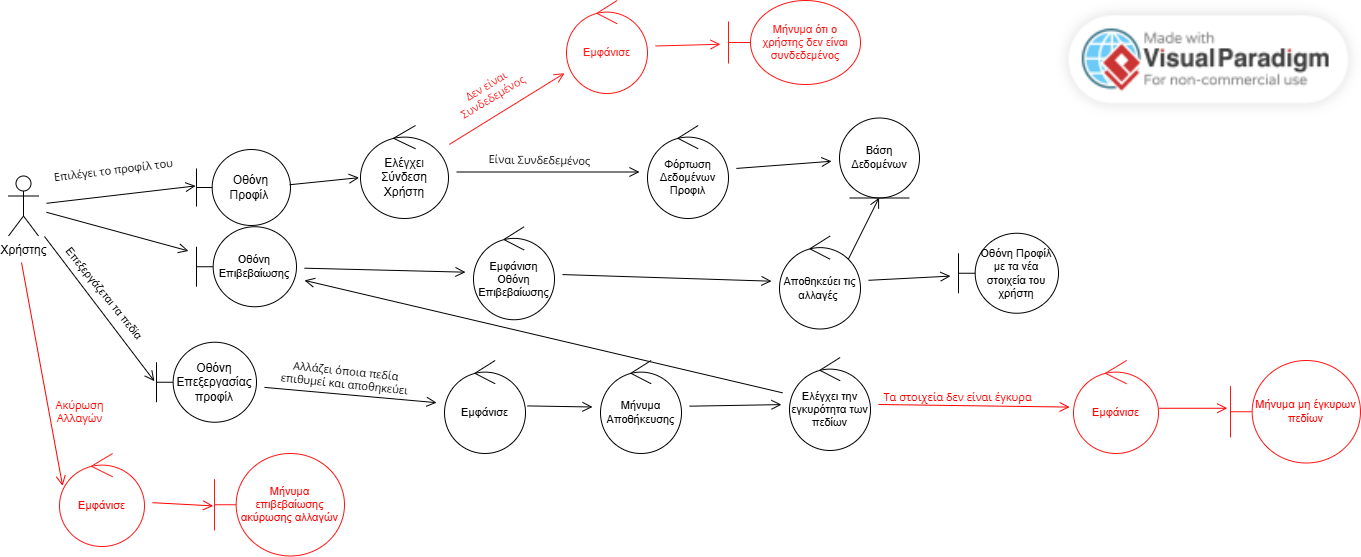 Εμφάνισε
Μήνυμα ότι ο
χρήστης δεν είναι
συνδεδεμένος
Made with
Visual Paradigm
For non-commercial use
Δεν είναι
Συνδεδεμένος
Επιλέγει το προφίλ του
Οθόνη
Προφίλ
Ελέγχει
Σύνδεση
Χρήστη
Είναι Συνδεδεμένος
Φόρτωση
Δεδομένων
Προφιλ
Βάση
Δεδομένων
Χρήστης
Οθόνη
Επιβεβαίωσης
Εμφάνιση
Οθόνη
Επιβεβαίωσης
Αποθηκεύει τις
αλλαγές
Οθόνη Προφίλ
με τα νέα
στοιχεία του
χρήστη
Επεξεργάζεται τα πεδία
Οθόνη
Επεξεργασίας
προφίλ
Αλλάζει όποια πεδία
επιθυμεί και αποθηκεύει
Εμφάνισε
Μήνυμα
Αποθήκευσης
Ελέγχει την
εγκυρότητα των
πεδίων
Τα στοιχεία δεν είναι έγκυρα
Εμφάνισε
Μήνυμα μη έγκυρων
πεδίων
Ακύρωση
Αλλαγών
Εμφάνισε
Μήνυμα
επιβεβαίωσης
ακύρωσης αλλαγών